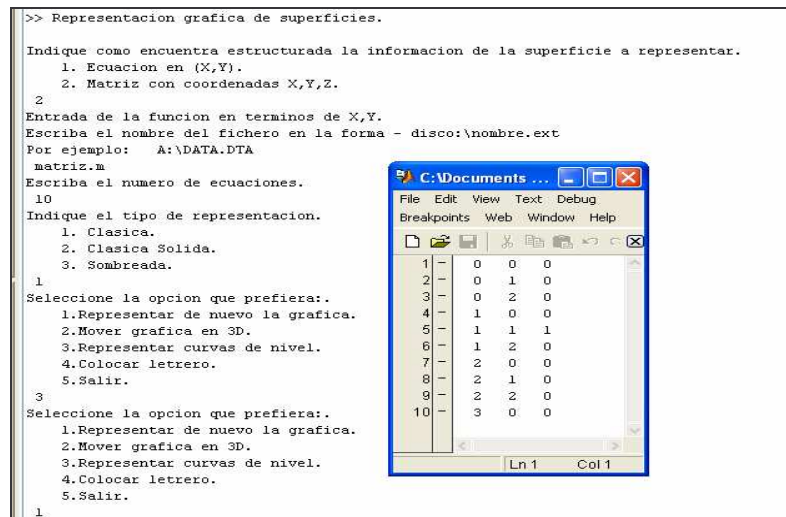 >> Representacion grafica de superficies.
Indique como encuentra estructurada la informacion de la superficie a representar.
1. Ecuacion en (X,Y).
2. Matriz con coordenadas X,Y,Z.
2
Entrada de la funcion en terminos de X,Y.
Escriba el nombre del fichero en la forma - disco:\nombre.ext
Por ejemplo: A:\DATA.DTA
matriz.m
Escriba el numero de ecuaciones.
10
Indique el tipo de representacion.
1. Clasica.
2. Clasica Solida.
3. Sombreada.
1
Seleccione la opcion que prefiera:.
1.Representar de nuevo la grafica.
2.Mover grafica en 3D.
3.Representar curvas de nivel.
4.Colocar letrero.
5.Salir.
3
Seleccione la opcion que prefiera:.
1.Representar de nuevo la grafica.
2.Mover grafica en 3D.
3.Representar curvas de nivel.
4.Colocar letrero.
5.Salir.
1
C:\Documents ...
File Edit View Text Debug
Breakpoints Web Window Help
1 - 0 0 0
2 - 0 1 0
3 - 0 2 0
4 - 1 0 0
5 - 1 1 1
6 - 1 2 0
7 - 2 0 0
8 - 2 1 0
9 - 2 2 0
10 - 3 0 0
Ln 1 Col 1